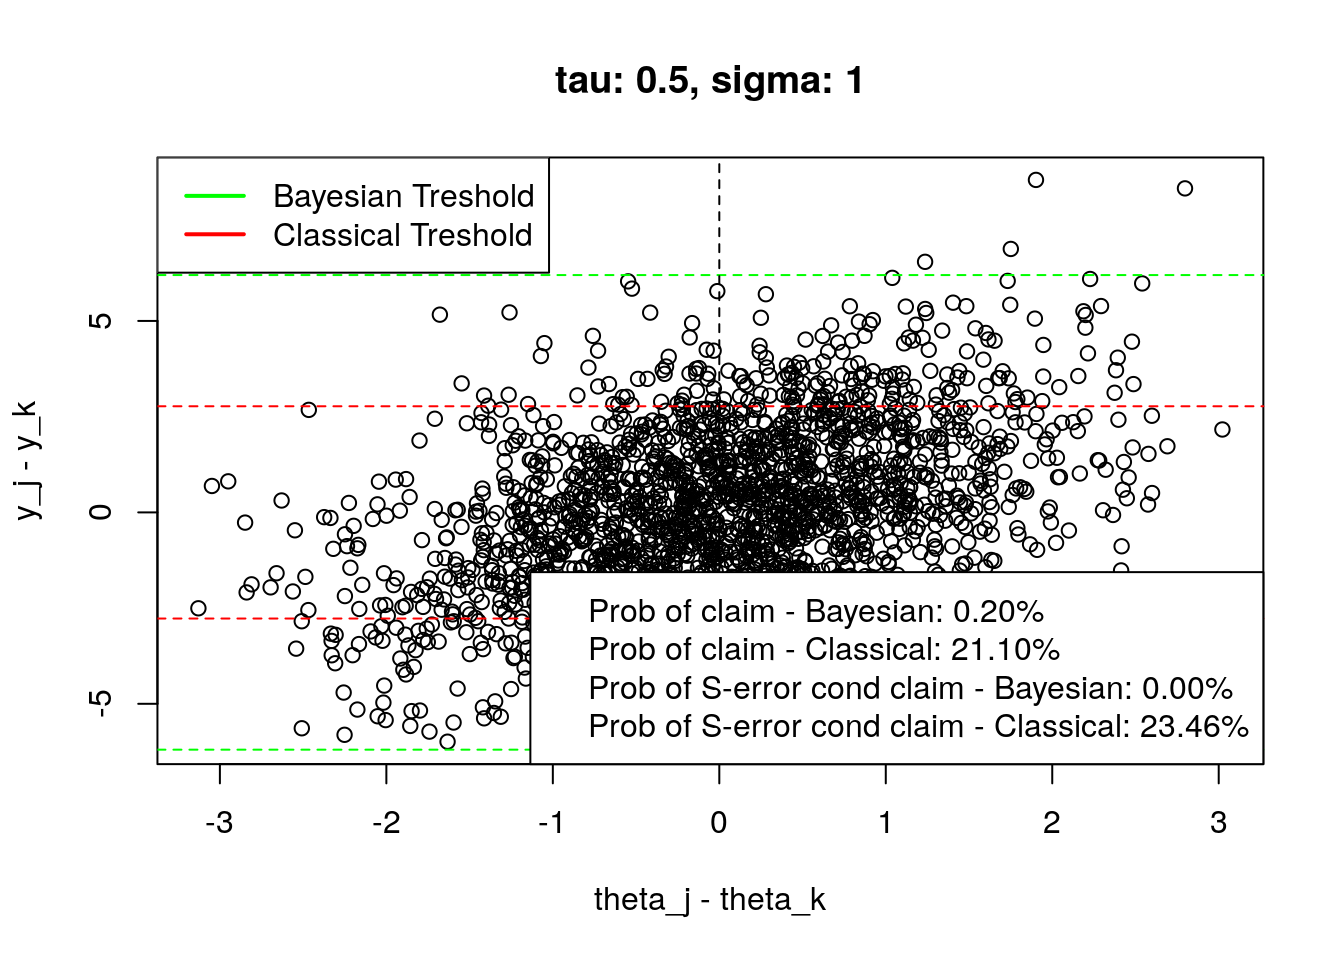 tau: 0.5, sigma: 1
Bayesian Treshold
Classical Treshold
y_j - y_k
5
0
-5
Prob of claim - Bayesian: 0.20%
Prob of claim - Classical: 21.10%
Prob of S-error cond claim - Bayesian: 0.00%
Prob of S-error cond claim - Classical: 23.46%
-3 -2 -1 0 1 2 3
theta_j - theta_k